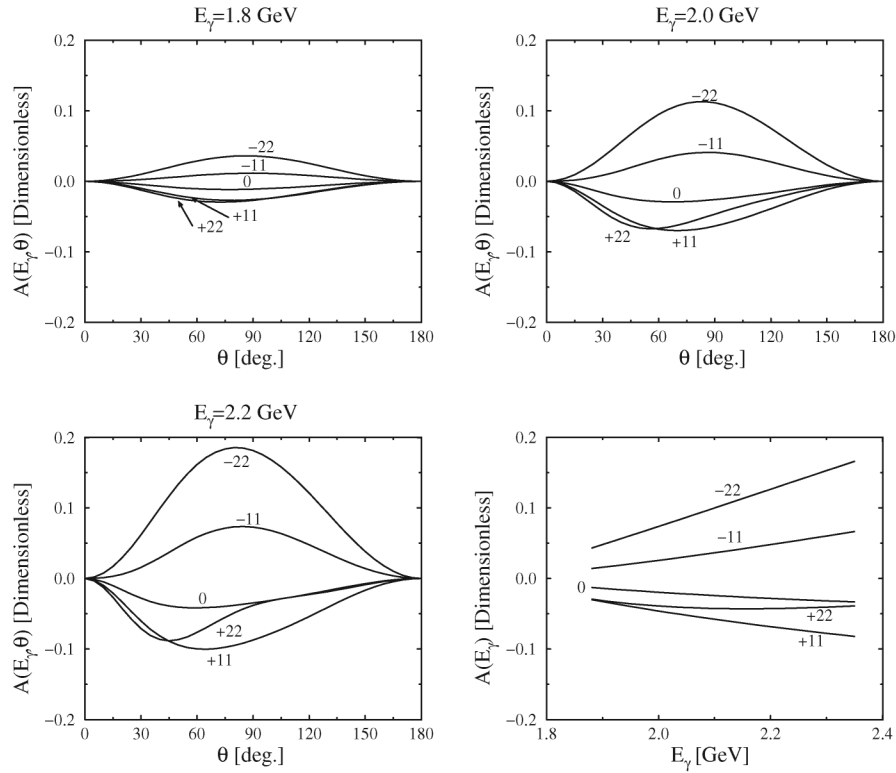 E_γ=1.8 GeV
A(E_γ,θ) [Dimensionless]
0.2
0.1
0.0
−0.1
−0.2
−22
−11
0
+11
+22
0 30 60 90 120 150 180
θ [deg.]
E_γ=2.0 GeV
A(E_γ,θ) [Dimensionless]
0.2
0.1
0.0
−0.1
−0.2
−22
−11
0
+22
+11
0 30 60 90 120 150 180
θ [deg.]
E_γ=2.2 GeV
A(E_γ,θ) [Dimensionless]
0.2
0.1
0.0
−0.1
−0.2
−22
−11
0
+22
+11
0 30 60 90 120 150 180
θ [deg.]
A(E_γ) [Dimensionless]
0.2
0.1
0.0
−0.1
−0.2
−22
−11
0
+22
+11
1.8 2.0 2.2 2.4
E_γ [GeV]